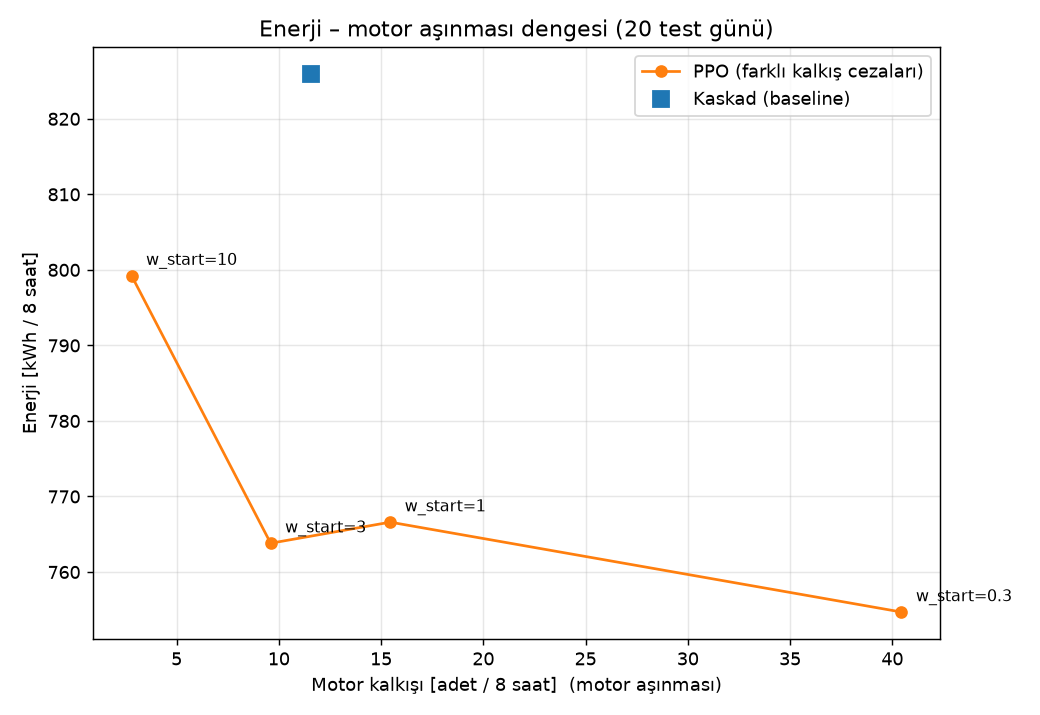 Enerji – motor aşınması dengesi (20 test günü)
PPO (farklı kalkış cezaları)
Kaskad (baseline)
Enerji [kWh / 8 saat]
820
810
800
790
780
770
760
w_start=10
w_start=3
w_start=1
w_start=0.3
5 10 15 20 25 30 35 40
Motor kalkışı [adet / 8 saat]  (motor aşınması)